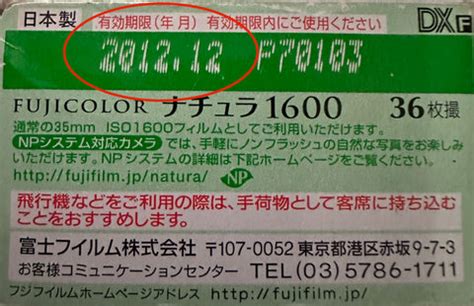 日本製 有効期限(年月) 有効期限内にご使用ください DXF
2012.12 F70103
FUJICOLOR ナチュラ1600 36枚撮
通常の35mm ISO1600フィルムとしてご利用いただけます。
NPシステム対応カメラ では、手軽にノンフラッシュの自然な写真をお楽しみ
いただけます。NPシステムの詳細は下記ホームページをご覧ください。
http://fujifilm.jp/natura/ NP
飛行機などをご利用の際は、手荷物として客席に持ち込む
ことをおすすめします。
富士フイルム株式会社 〒107-0052 東京都港区赤坂9-7-3
お客様コミュニケーションセンター TEL(03)5786-1711
フジフイルムホームページアドレス http://fujifilm.jp/